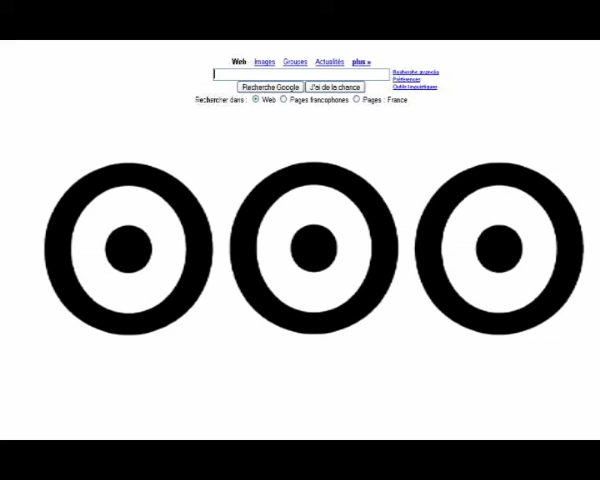 Web Images Groupes Actualités plus »
Recherche avancée
Préférences
Outils linguistiques
Recherche Google J'ai de la chance
Rechercher dans : Web Pages francophones Pages : France